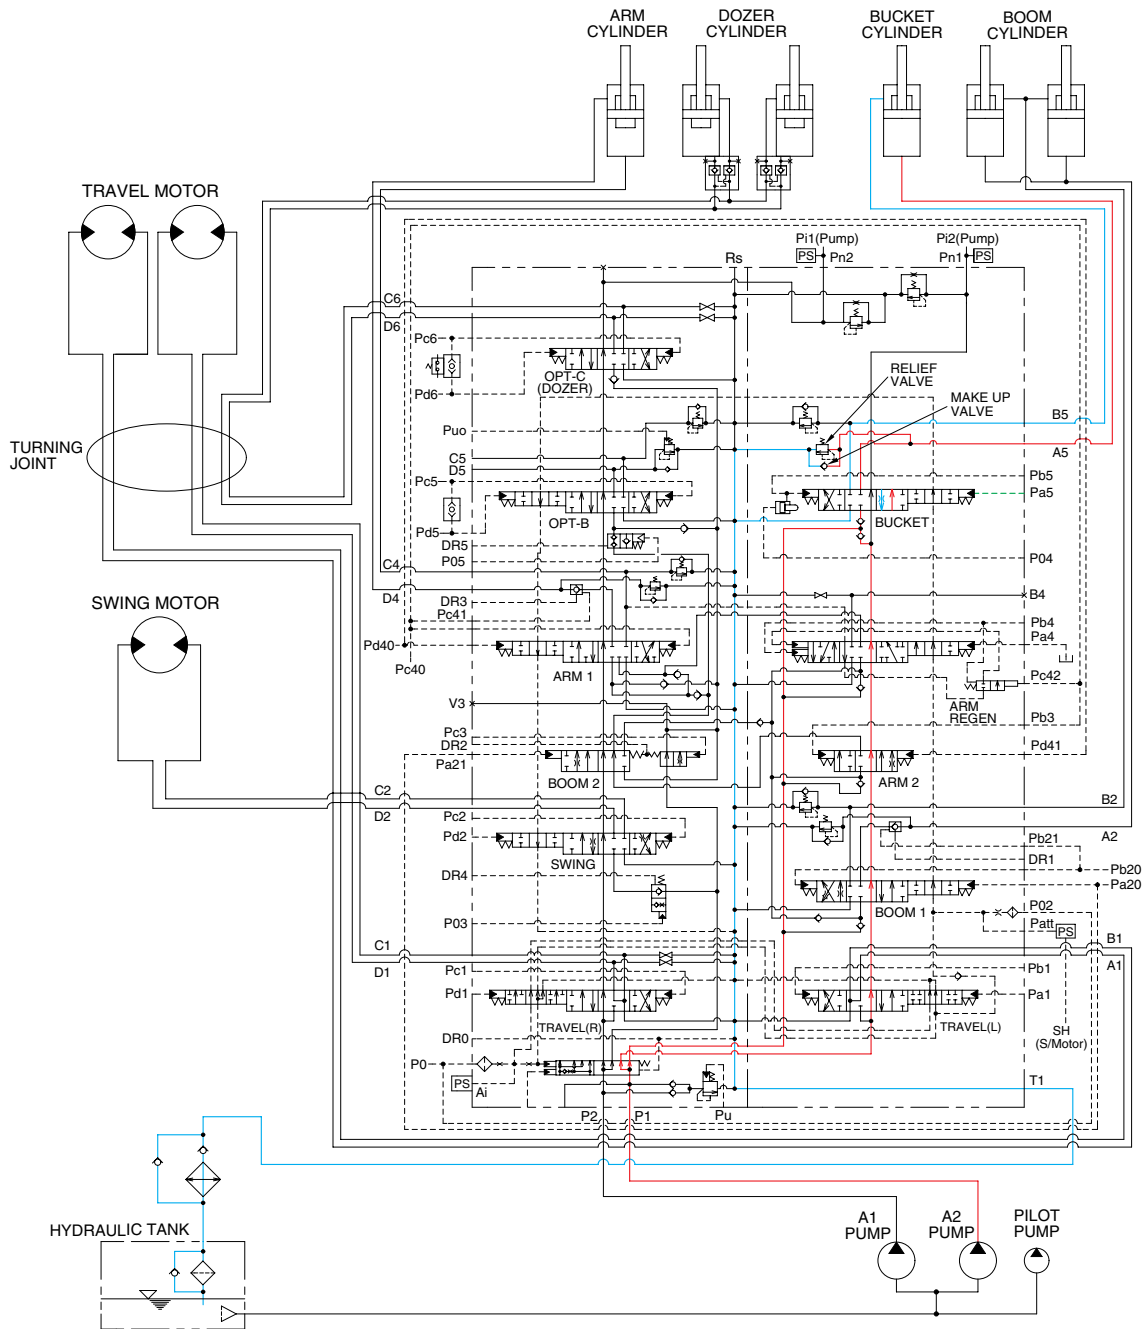 ARM
CYLINDER
DOZER
CYLINDER
BUCKET
CYLINDER
BOOM
CYLINDER
TRAVEL MOTOR
Pi1(Pump)
Pi2(Pump)
PS
Pn2
Rs
Pn1
PS
C6
D6
Pc6
Pd6
OPT-C
(DOZER)
RELIEF
VALVE
MAKE UP
VALVE
B5
A5
TURNING
JOINT
Puo
C5
D5
Pc5
Pd5
OPT-B
Pb5
Pa5
BUCKET
DR5
P05
P04
C4
D4
DR3
Pc41
B4
Pb4
Pa4
Pd40
Pc40
ARM 1
Pc42
ARM
REGEN
SWING MOTOR
V3
Pc3
DR2
Pa21
BOOM 2
Pb3
Pd41
ARM 2
C2
D2
Pc2
Pd2
SWING
B2
A2
Pb21
DR1
Pb20
Pa20
DR4
P03
BOOM 1
P02
Patt
PS
C1
D1
Pc1
Pd1
TRAVEL(R)
B1
A1
Pb1
Pa1
TRAVEL(L)
SH
(S/Motor)
DR0
P0
PS
Ai
P2
P1
Pu
T1
HYDRAULIC TANK
A1
PUMP
A2
PUMP
PILOT
PUMP